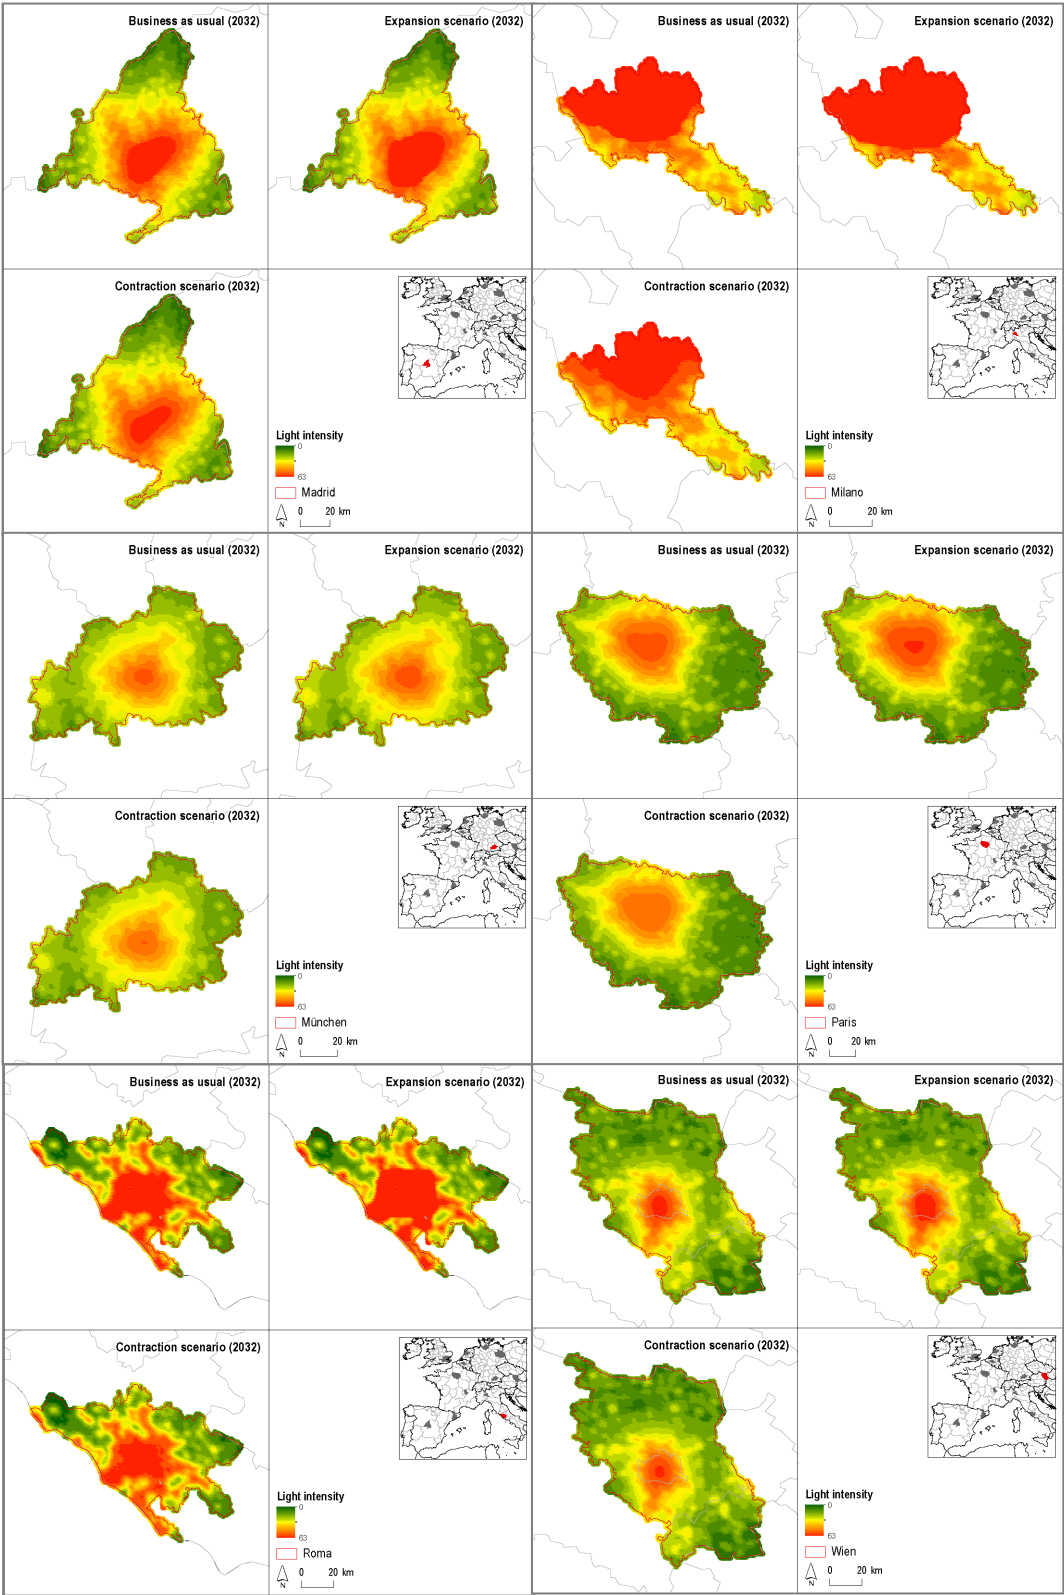 Business as usual (2032)
Expansion scenario (2032)
Contraction scenario (2032)
Light intensity
0
63
Madrid
N
0 20 km
Business as usual (2032)
Expansion scenario (2032)
Contraction scenario (2032)
Light intensity
0
63
Milano
N
0 20 km
Business as usual (2032)
Expansion scenario (2032)
Contraction scenario (2032)
Light intensity
0
63
München
N
0 20 km
Business as usual (2032)
Expansion scenario (2032)
Contraction scenario (2032)
Light intensity
0
63
Paris
N
0 20 km
Business as usual (2032)
Expansion scenario (2032)
Contraction scenario (2032)
Light intensity
0
63
Roma
N
0 20 km
Business as usual (2032)
Expansion scenario (2032)
Contraction scenario (2032)
Light intensity
0
63
Wien
N
0 20 km